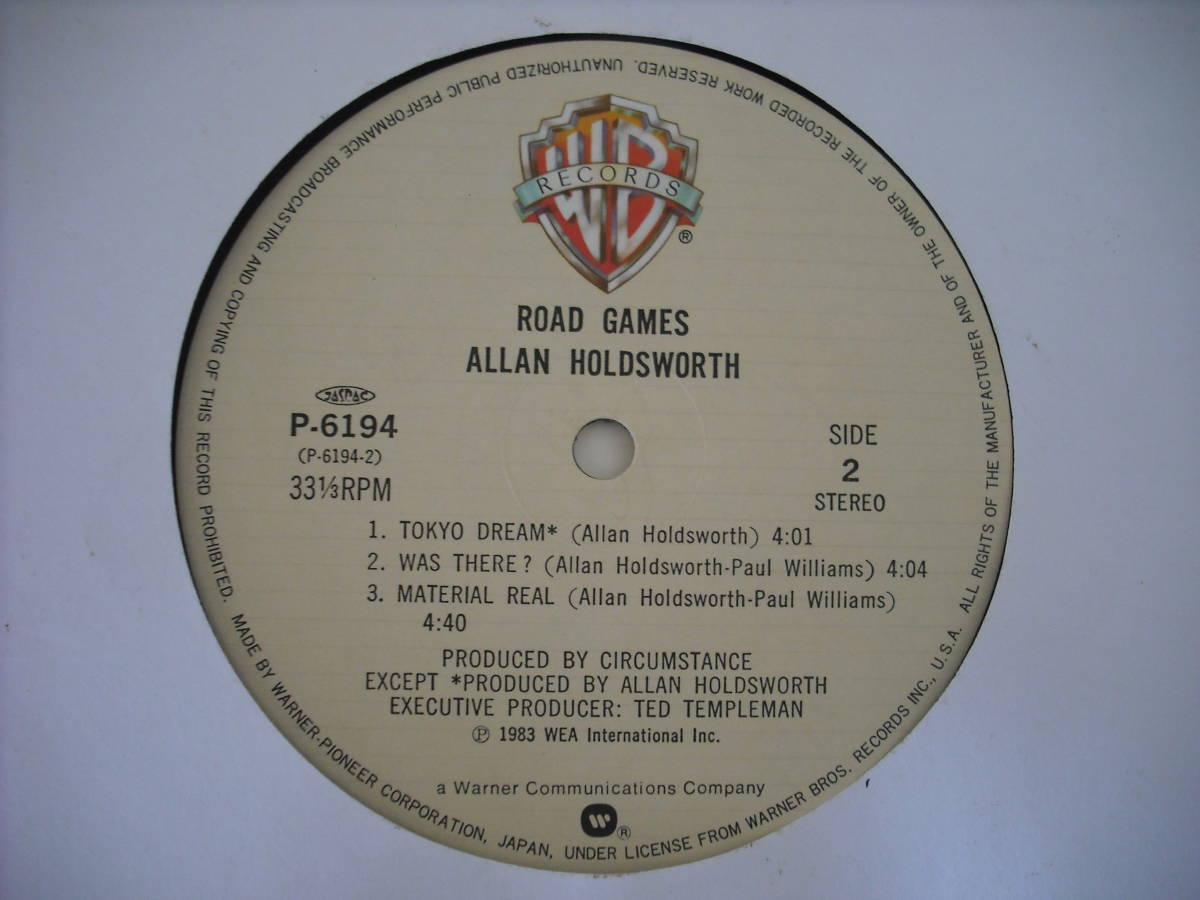 WB
RECORDS
®
ROAD GAMES
ALLAN HOLDSWORTH
JASRAC
P-6194
(P-6194-2)
33⅓RPM
SIDE
2
STEREO
1. TOKYO DREAM* (Allan Holdsworth) 4:01
2. WAS THERE? (Allan Holdsworth-Paul Williams) 4:04
3. MATERIAL REAL (Allan Holdsworth-Paul Williams)
4:40
PRODUCED BY CIRCUMSTANCE
EXCEPT *PRODUCED BY ALLAN HOLDSWORTH
EXECUTIVE PRODUCER: TED TEMPLEMAN
℗ 1983 WEA International Inc.
a Warner Communications Company
®
MADE BY WARNER-PIONEER CORPORATION, JAPAN, UNDER LICENSE FROM WARNER BROS. RECORDS INC., U.S.A. ALL RIGHTS OF THE MANUFACTURER AND OF THE OWNER OF THE RECORDED WORK RESERVED. UNAUTHORIZED PUBLIC PERFORMANCE BROADCASTING AND COPYING OF THIS RECORD PROHIBITED.